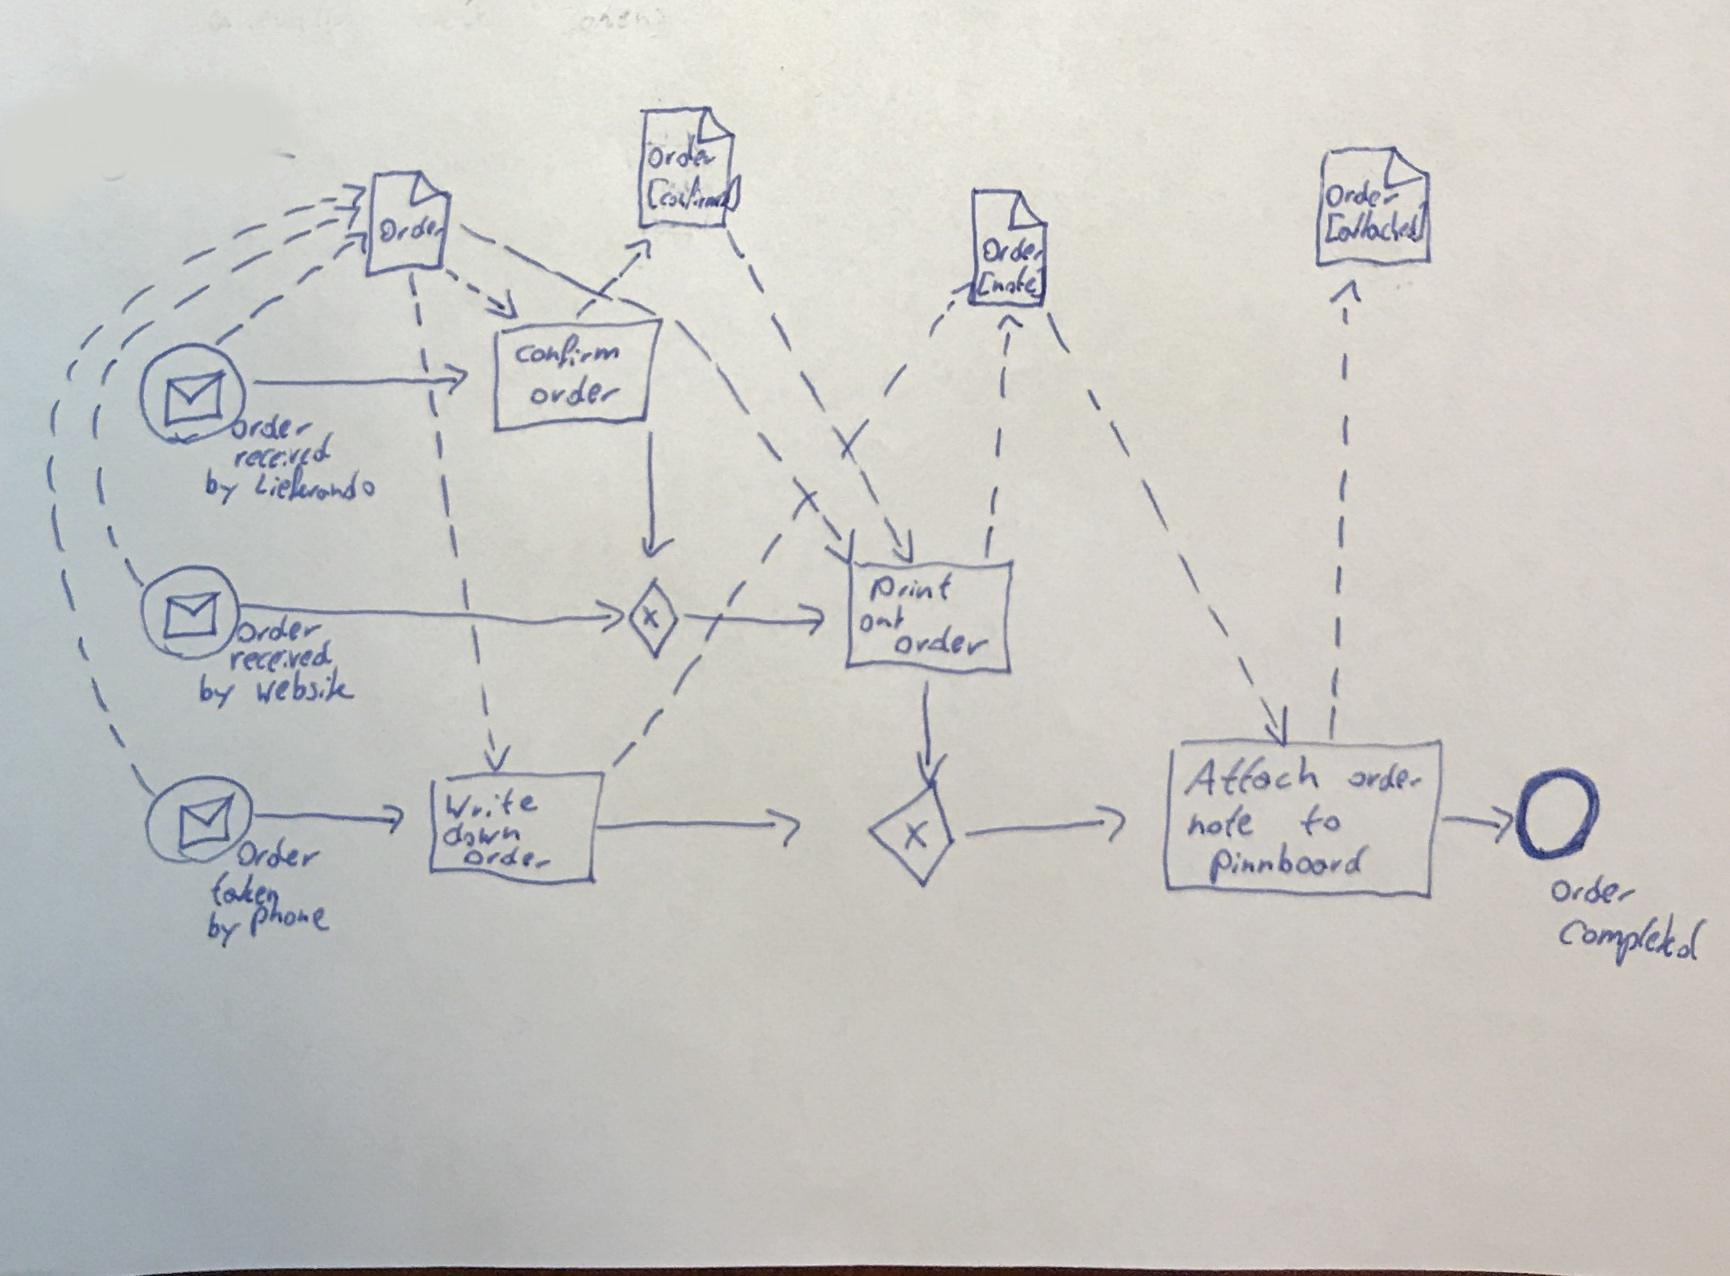 Order
[confirmed]
Order
Order
[note]
Order
[attached]
Confirm
order
Order
received
by Lieferando
Print
out
order
Order
received
by website
X
Write
down
order
Order
taken
by phone
X
Attach order
note to
pinnboard
Order
Completed